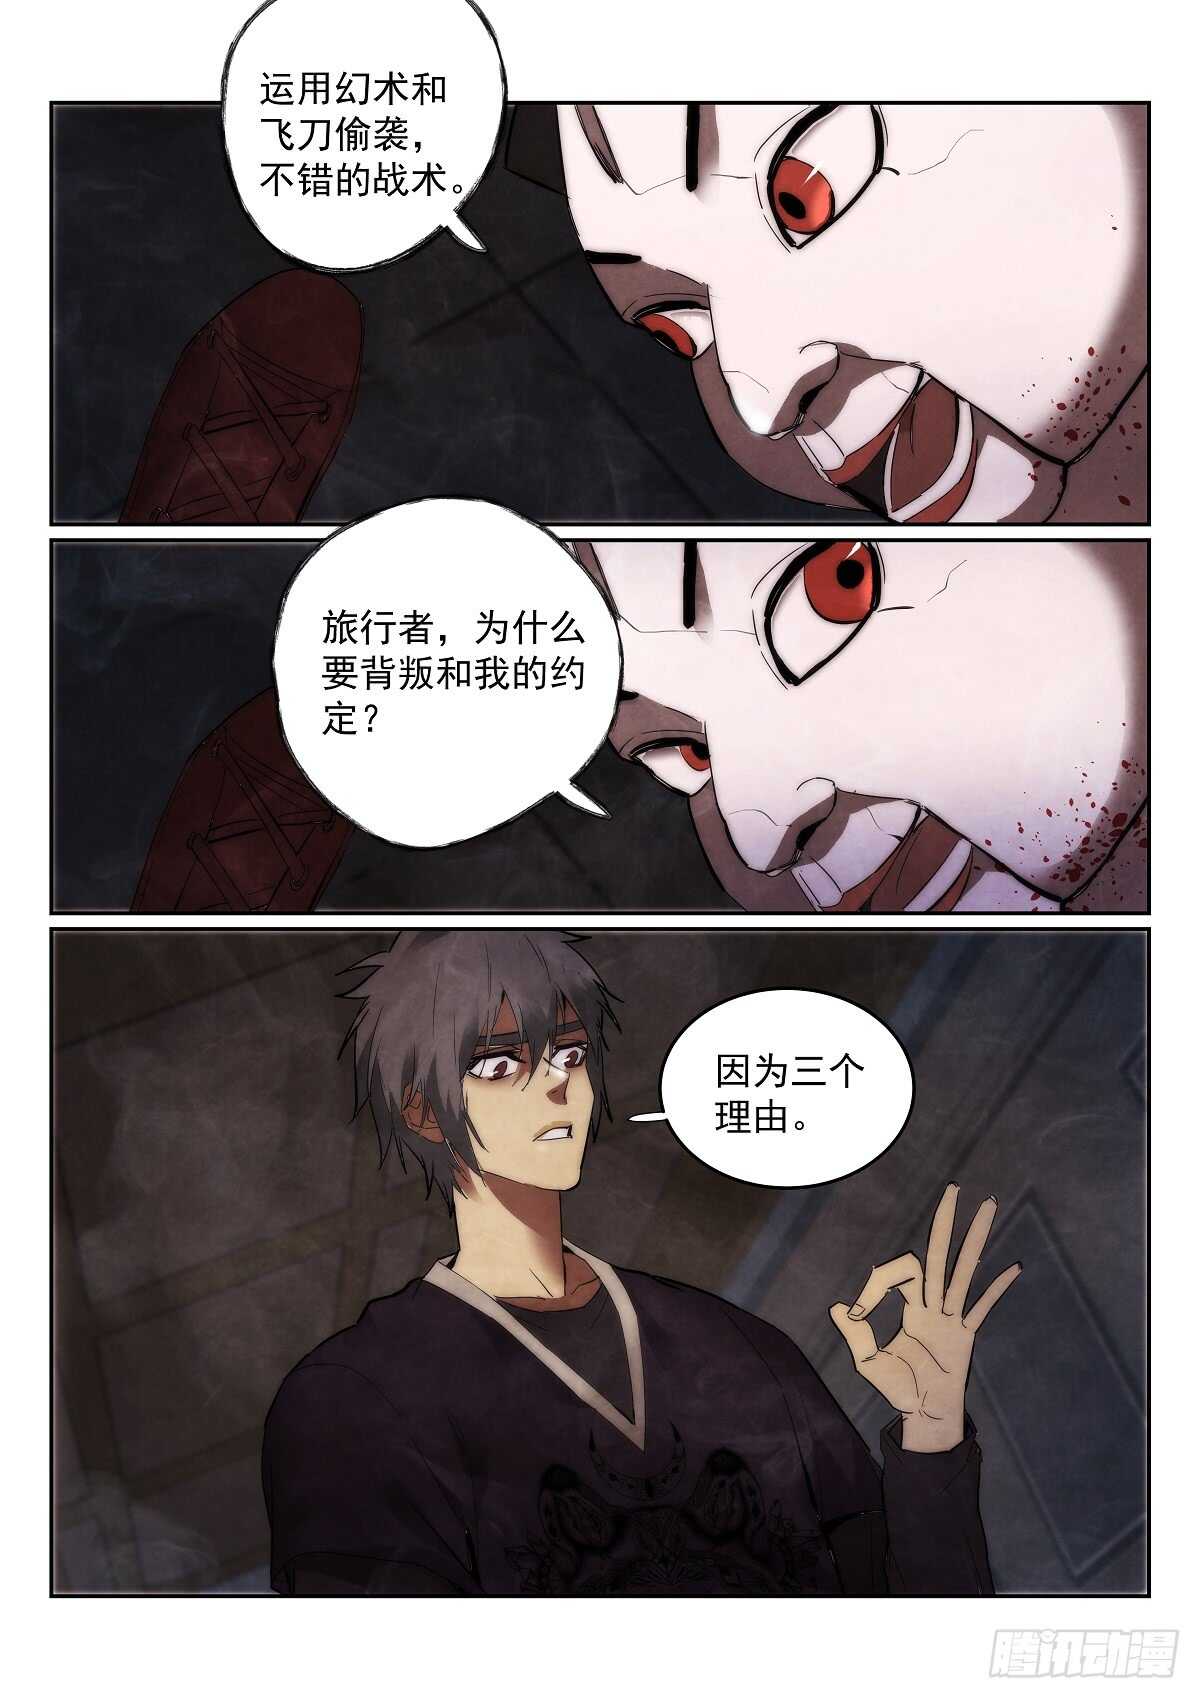 运用幻术和
飞刀偷袭，
不错的战术。
旅行者，为什么
要背叛和我的约
定？
因为三个
理由。
腾讯动漫